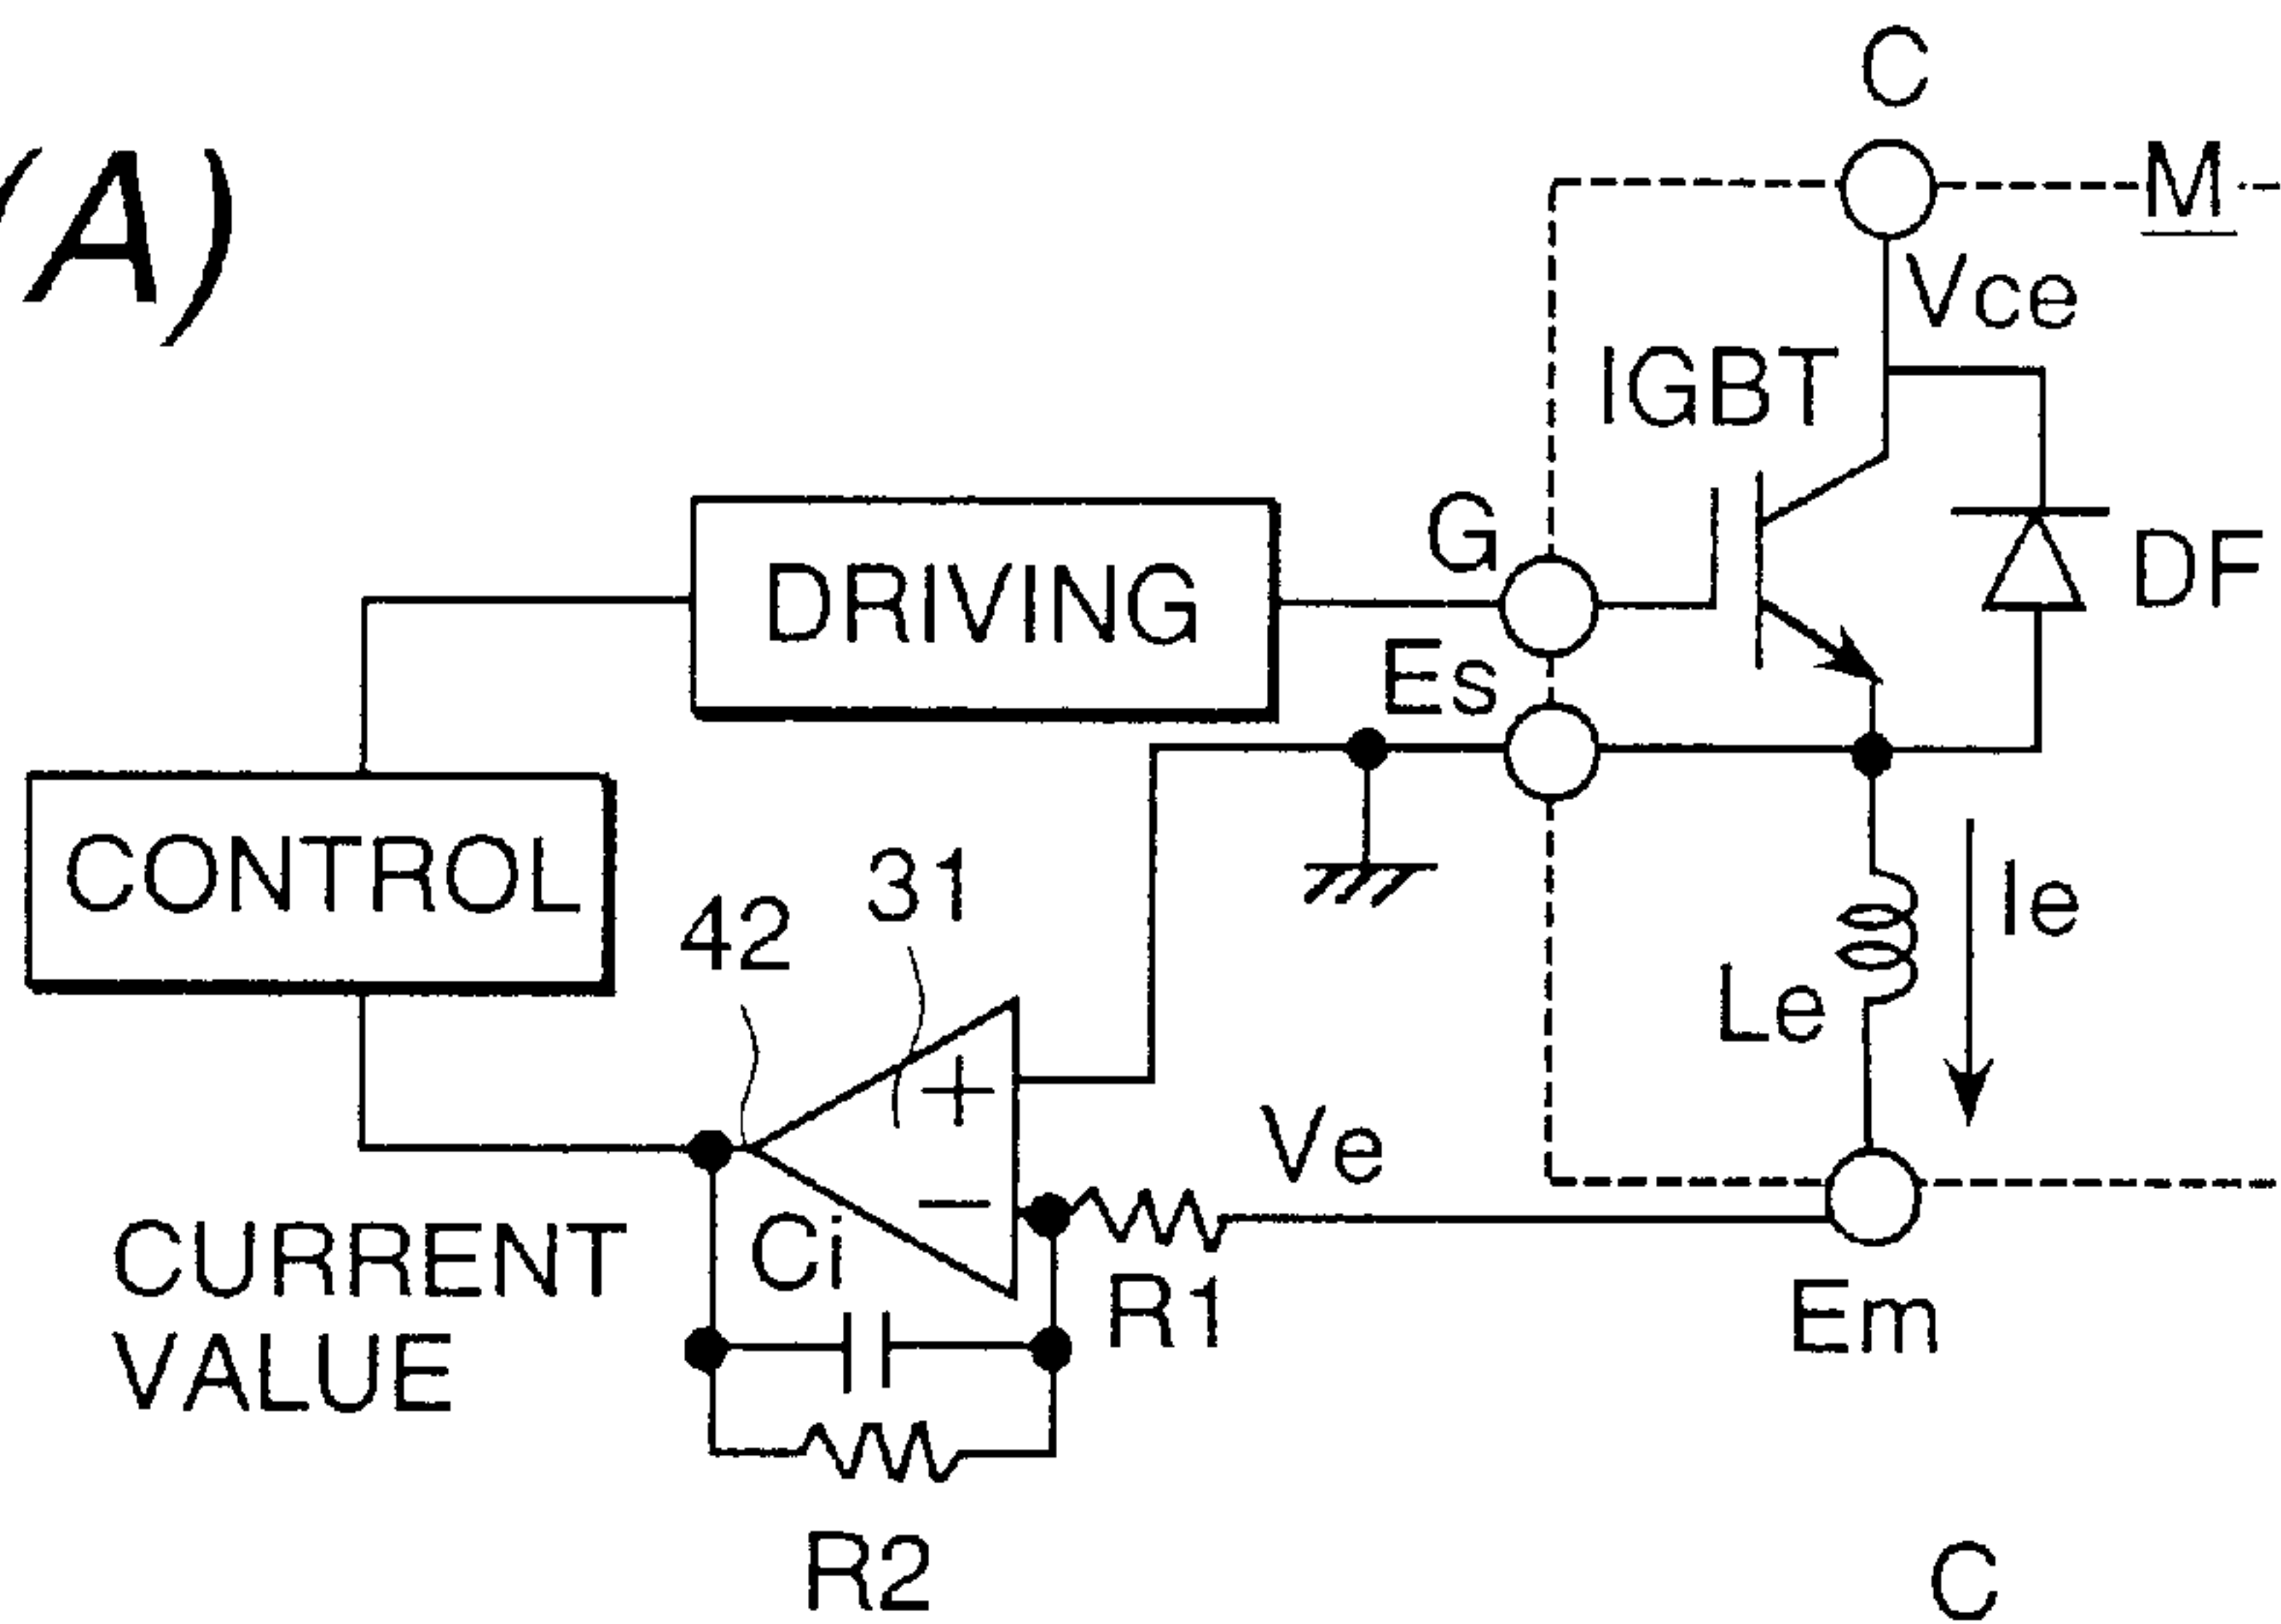 (A)
C
M
Vce
IGBT
DF
G
Es
DRIVING
CONTROL
42
31
+
−
Le
Ie
Ve
CURRENT
VALUE
Ci
R1
Em
R2
C